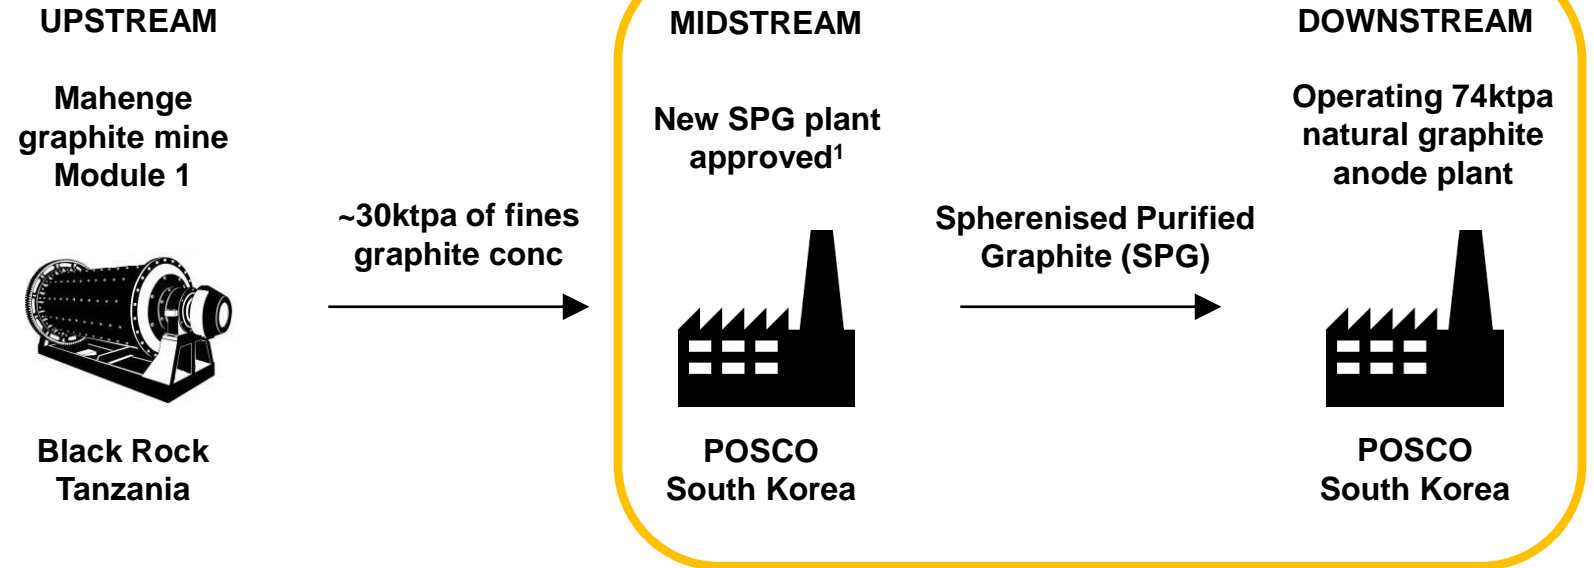 UPSTREAM
Mahenge
graphite mine
Module 1
Black Rock
Tanzania
~30ktpa of fines
graphite conc
MIDSTREAM
New SPG plant
approved¹
POSCO
South Korea
Spherenised Purified
Graphite (SPG)
DOWNSTREAM
Operating 74ktpa
natural graphite
anode plant
POSCO
South Korea